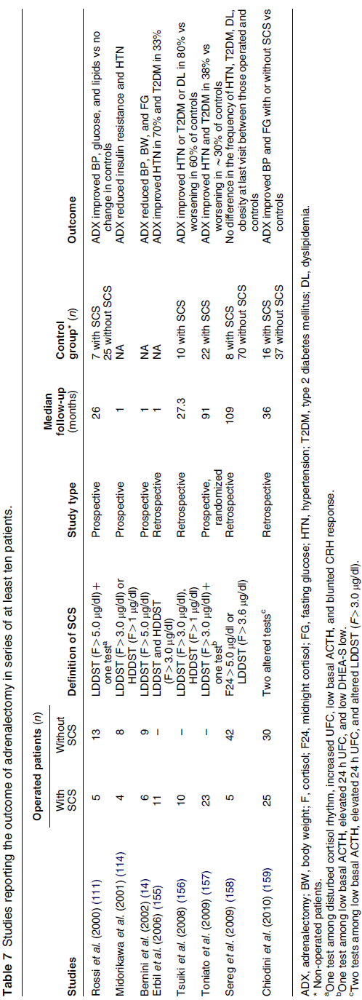 Table 7 Studies reporting the outcome of adrenalectomy in series of at least ten patients.
Operated patients (n)
Studies With SCS Without SCS Definition of SCS Study type Median follow-up (months) Control group* (n) Outcome
Rossi et al. (2000) (111) 5 13 LDDST (F>5.0 μg/dl)+ one testᵃ Prospective 26 7 with SCS 25 without SCS ADX improved BP, glucose, and lipids vs no change in controls
Midorikawa et al. (2001) (114) 4 8 LDDST (F>3.0 μg/dl) or HDDST (F>1 μg/dl) Prospective 1 NA ADX reduced insulin resistance and HTN
Bernini et al. (2002) (14) 6 9 LDDST (F>5.0 μg/dl) Prospective 1 NA ADX reduced BP, BW, and FG
Erbil et al. (2006) (155) 11 – LDDST and HDDST (F>3.0 μg/dl) Retrospective 1 NA ADX improved HTN in 70% and T2DM in 33%
Tsuiki et al. (2008) (156) 10 – LDDST (F>3.0 μg/dl), HDDST (F>1 μg/dl) Retrospective 27.3 10 with SCS ADX improved HTN or T2DM or DL in 80% vs worsening in 60% of controls
Toniato et al. (2009) (157) 23 – LDDST (F>3.0 μg/dl)+ one testᵇ Prospective, randomized 91 22 with SCS ADX improved HTN and T2DM in 38% vs worsening in ~30% of controls
Sereg et al. (2009) (158) 5 42 F24>5.0 μg/dl or LDDST (F>3.6 μg/dl) Retrospective 109 8 with SCS 70 without SCS No difference in the frequency of HTN, T2DM, DL, obesity at last visit between those operated and controls
Chiodini et al. (2010) (159) 25 30 Two altered testsᶜ Retrospective 36 16 with SCS 37 without SCS ADX improved BP and FG with or without SCS vs controls
ADX, adrenalectomy; BW, body weight; F, cortisol; F24, midnight cortisol; FG, fasting glucose; HTN, hypertension; T2DM, type 2 diabetes mellitus; DL, dyslipidemia.
* Non-operated patients.
ᵃOne test among disturbed cortisol rhythm, increased UFC, low basal ACTH, and blunted CRH response.
ᵇOne test among low basal ACTH, elevated 24 h UFC, and low DHEA-S low.
ᶜTwo tests among low basal ACTH, elevated 24 h UFC, and altered LDDST (F>3.0 μg/dl).